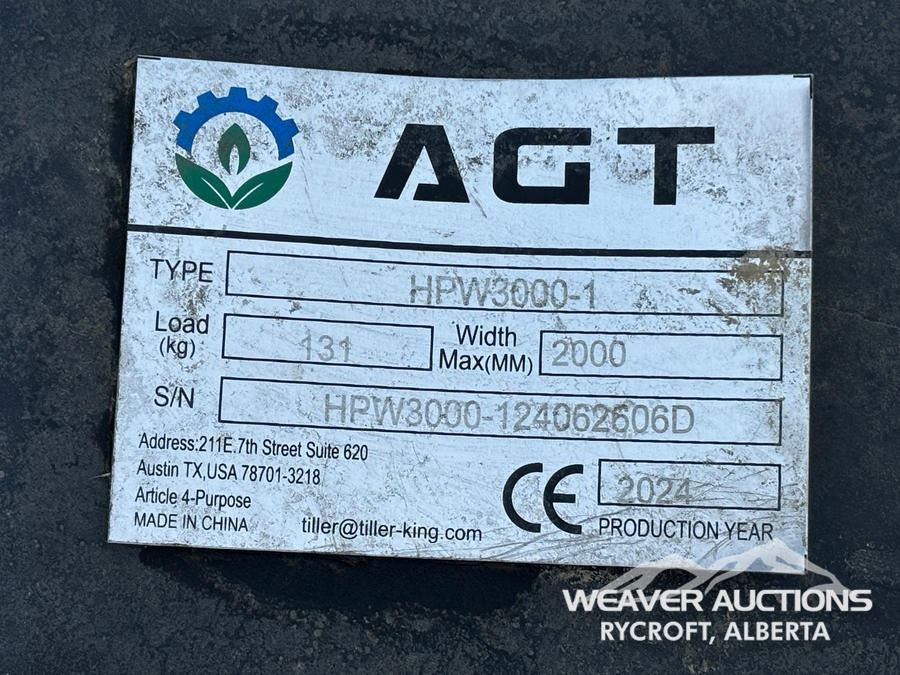 AGT
TYPE HPW3000-1
Load (kg) 131 Width Max(MM) 2000
S/N HPW3000-124062606D
Address:211E.7th Street Suite 620
Austin TX,USA 78701-3218
Article 4-Purpose
MADE IN CHINA
tiller@tiller-king.com
CE 2024
PRODUCTION YEAR
WEAVER AUCTIONS
RYCROFT, ALBERTA